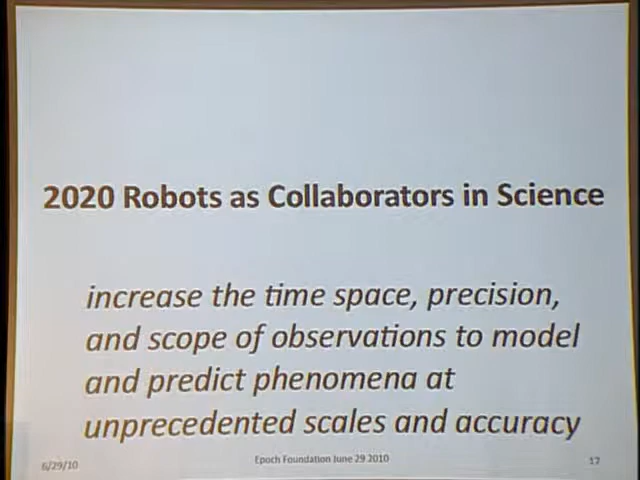 2020 Robots as Collaborators in Science
increase the time space, precision,
and scope of observations to model
and predict phenomena at
unprecedented scales and accuracy
6/29/10
Epoch Foundation June 29 2010
17